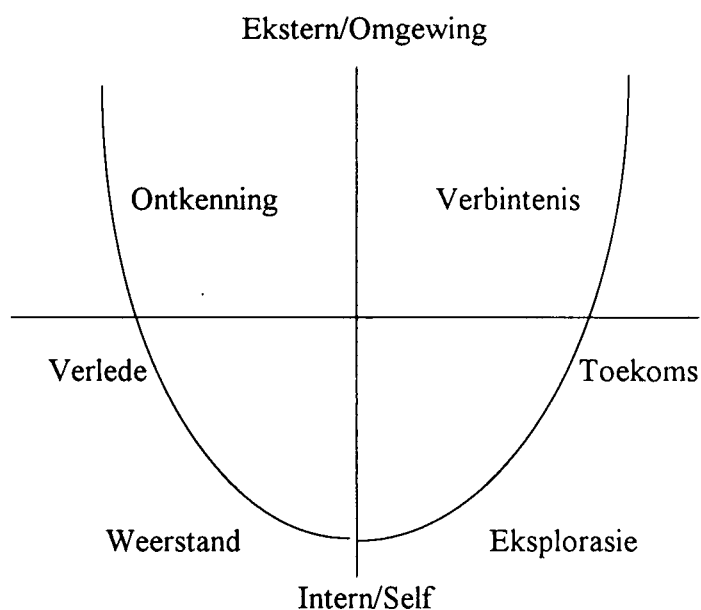 Ekstern/Omgewing
Ontkenning
Verbintenis
Verlede
Toekoms
Weerstand
Eksplorasie
Intern/Self